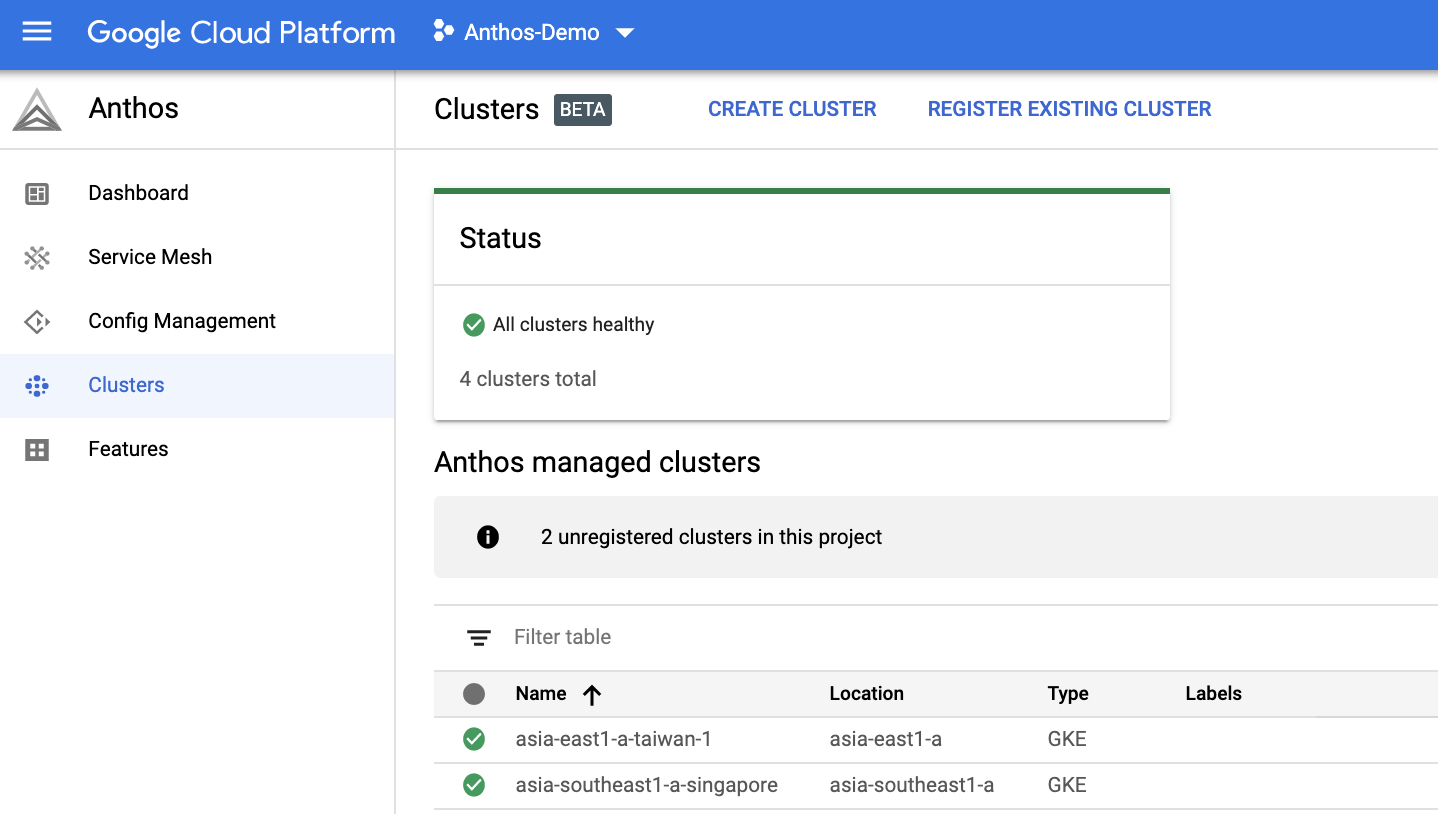 Google Cloud Platform Anthos-Demo
Anthos
Clusters BETA CREATE CLUSTER REGISTER EXISTING CLUSTER
Dashboard
Service Mesh
Config Management
Clusters
Features
Status
All clusters healthy
4 clusters total
Anthos managed clusters
2 unregistered clusters in this project
Filter table
Name Location Type Labels
asia-east1-a-taiwan-1 asia-east1-a GKE
asia-southeast1-a-singapore asia-southeast1-a GKE